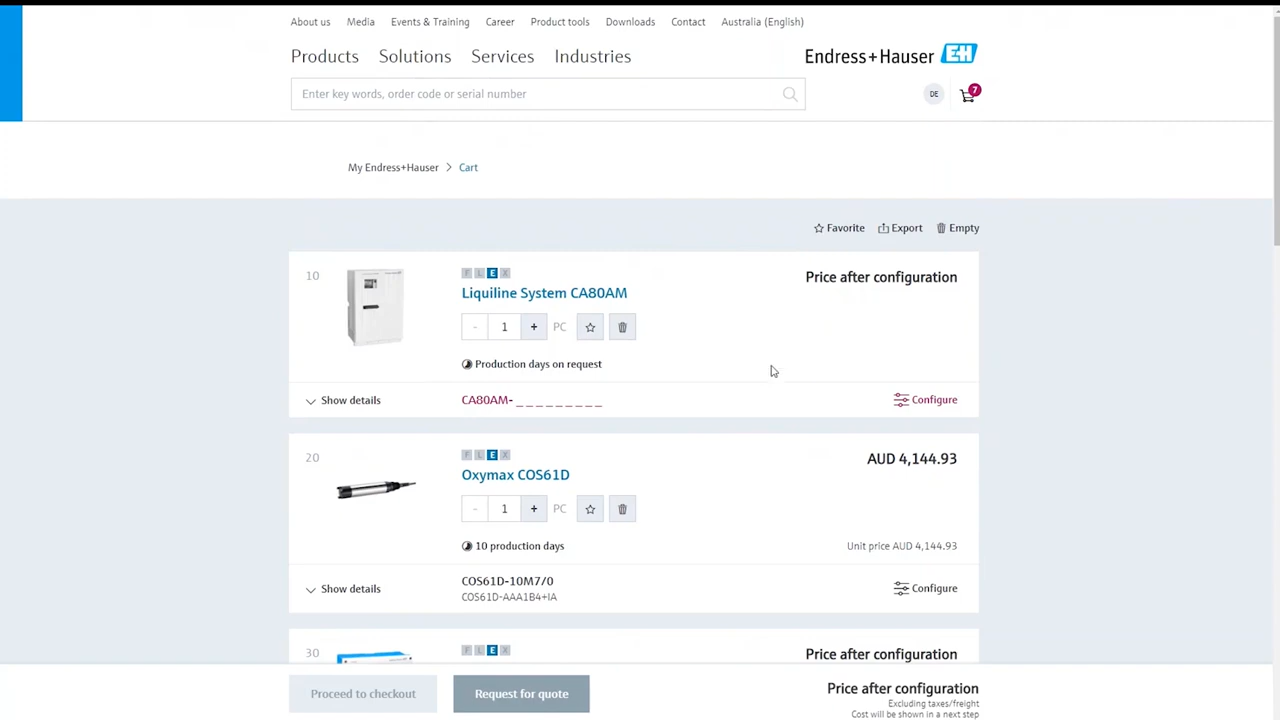 About us Media Events & Training Career Product tools Downloads Contact Australia (English)
Products Solutions Services Industries
Endress+Hauser EH
Enter key words, order code or serial number
DE
7
My Endress+Hauser > Cart
Favorite Export Empty
10
F L E X
Price after configuration
Liquiline System CA80AM
- 1 + PC
Production days on request
Show details CA80AM- _ _ _ _ _ _ _ _ _ Configure
20
F L E X
AUD 4,144.93
Oxymax COS61D
- 1 + PC
10 production days
Unit price AUD 4,144.93
COS61D-10M7/0
Show details
Configure
COS61D-AAA1B4+IA
30
F L E X
Price after configuration
Proceed to checkout
Request for quote
Price after configuration
Excluding taxes/freight
Cost will be shown in a next step